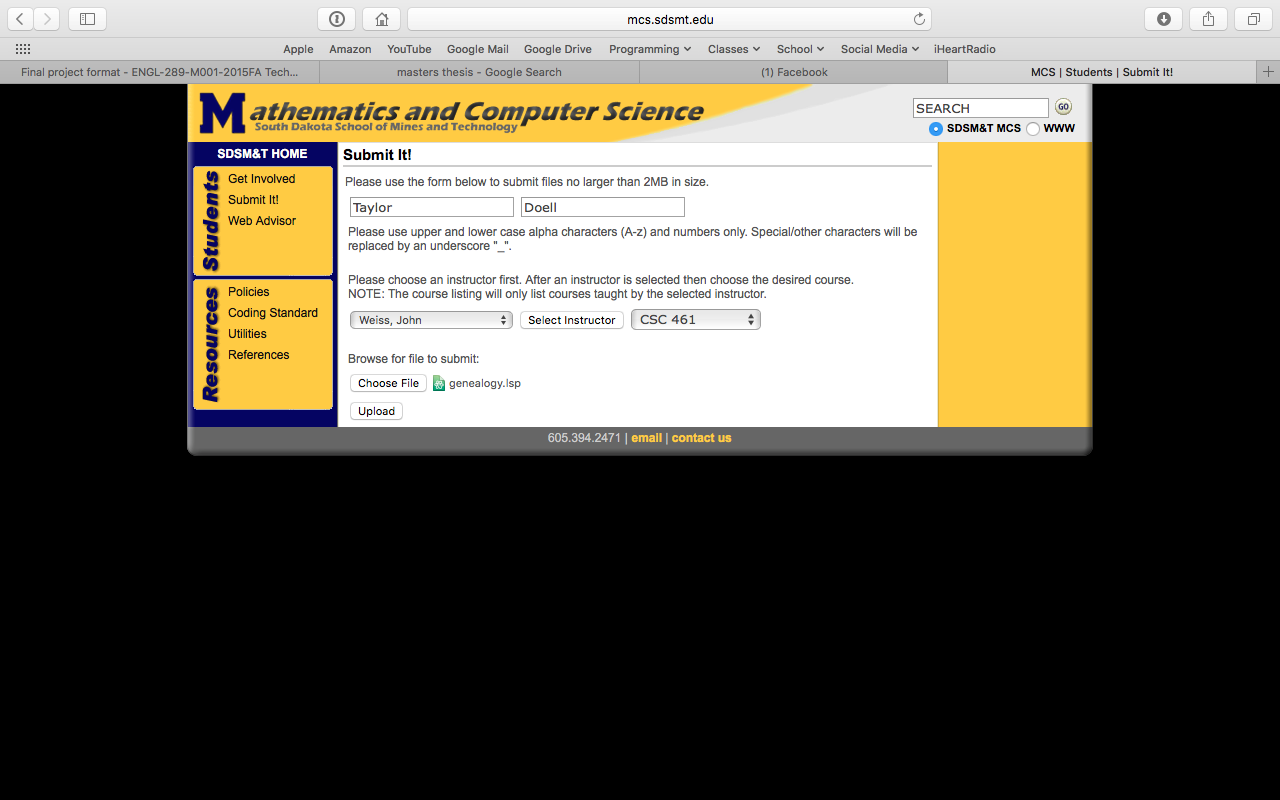 mcs.sdsmt.edu
Apple Amazon YouTube Google Mail Google Drive Programming Classes School Social Media iHeartRadio
Final project format - ENGL-289-M001-2015FA Tech... masters thesis - Google Search (1) Facebook MCS | Students | Submit It!
Mathematics and Computer Science
South Dakota School of Mines and Technology
SEARCH GO
SDSM&T MCS WWW
SDSM&T HOME
Students
Get Involved
Submit It!
Web Advisor
Resources
Policies
Coding Standard
Utilities
References
Submit It!
Please use the form below to submit files no larger than 2MB in size.
Taylor Doell
Please use upper and lower case alpha characters (A-z) and numbers only. Special/other characters will be
replaced by an underscore "_".
Please choose an instructor first. After an instructor is selected then choose the desired course.
NOTE: The course listing will only list courses taught by the selected instructor.
Weiss, John Select Instructor CSC 461
Browse for file to submit:
Choose File genealogy.lsp
Upload
605.394.2471 | email | contact us